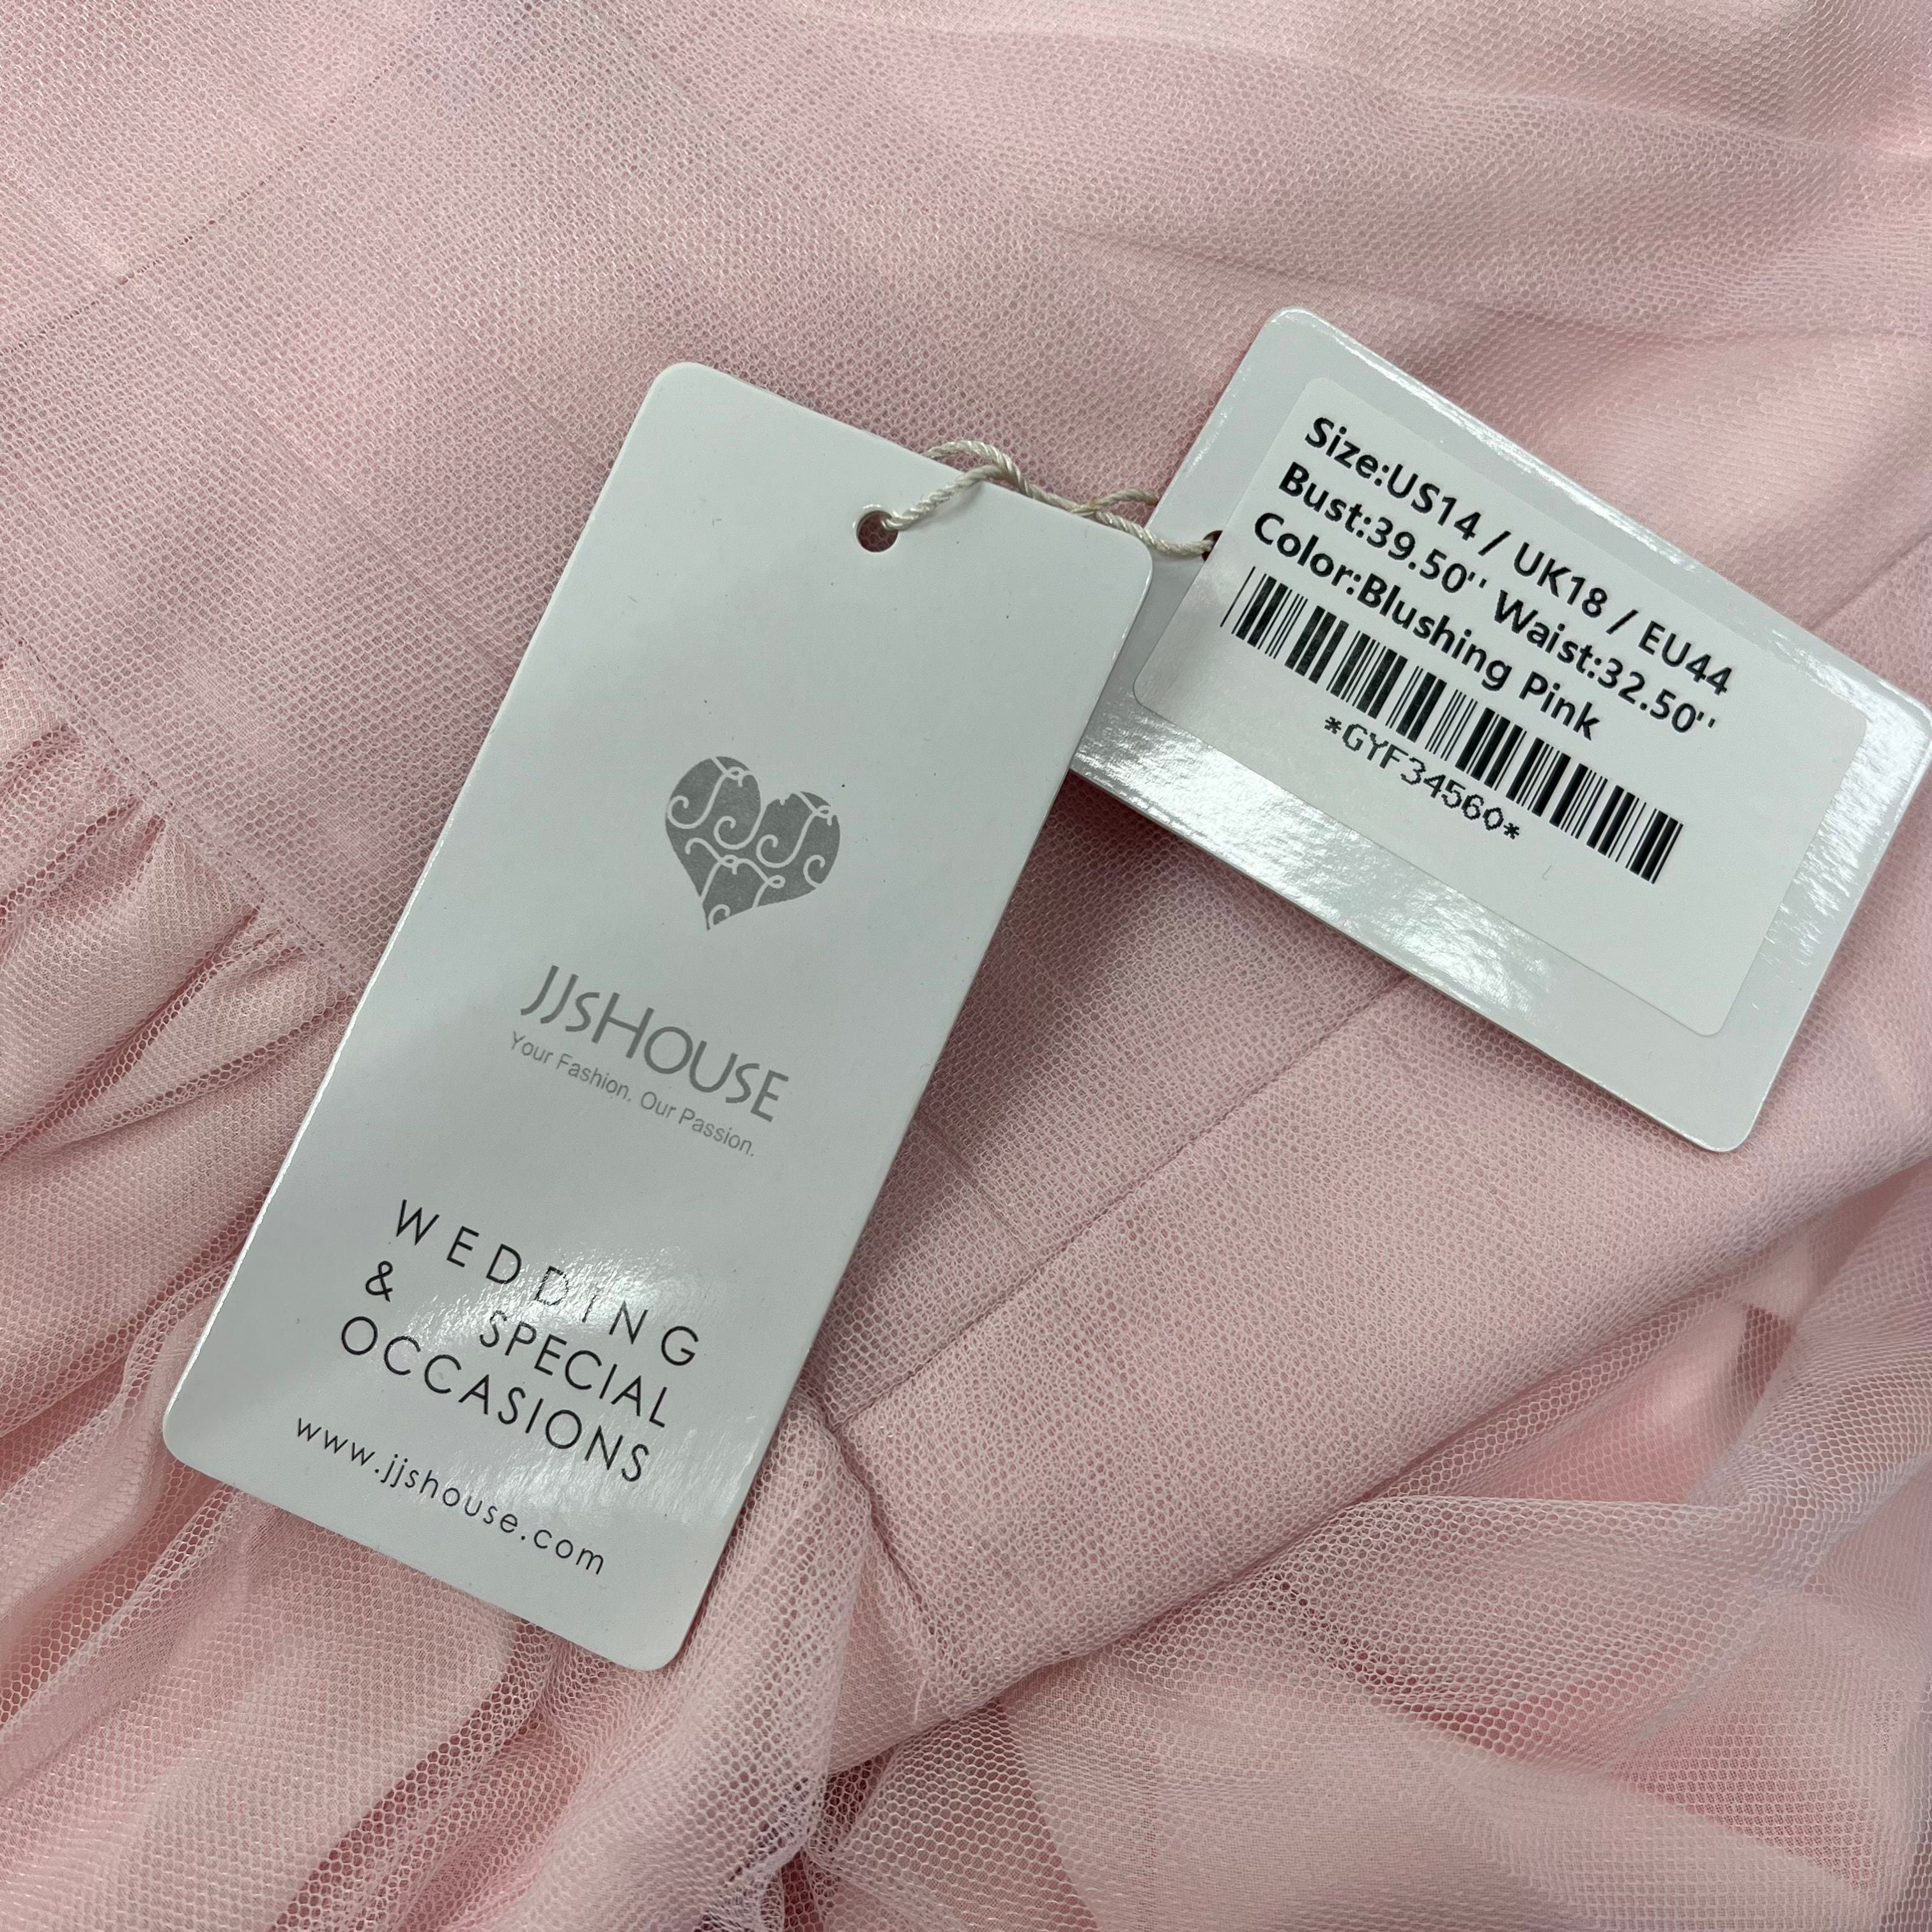 JJsHOUSE
Your Fashion. Our Passion.
WEDDING
& SPECIAL
OCCASIONS
www.jjshouse.com
Size:US14 / UK18 / EU44
Bust:39.50'' Waist:32.50''
Color:Blushing Pink
*GYF34560*